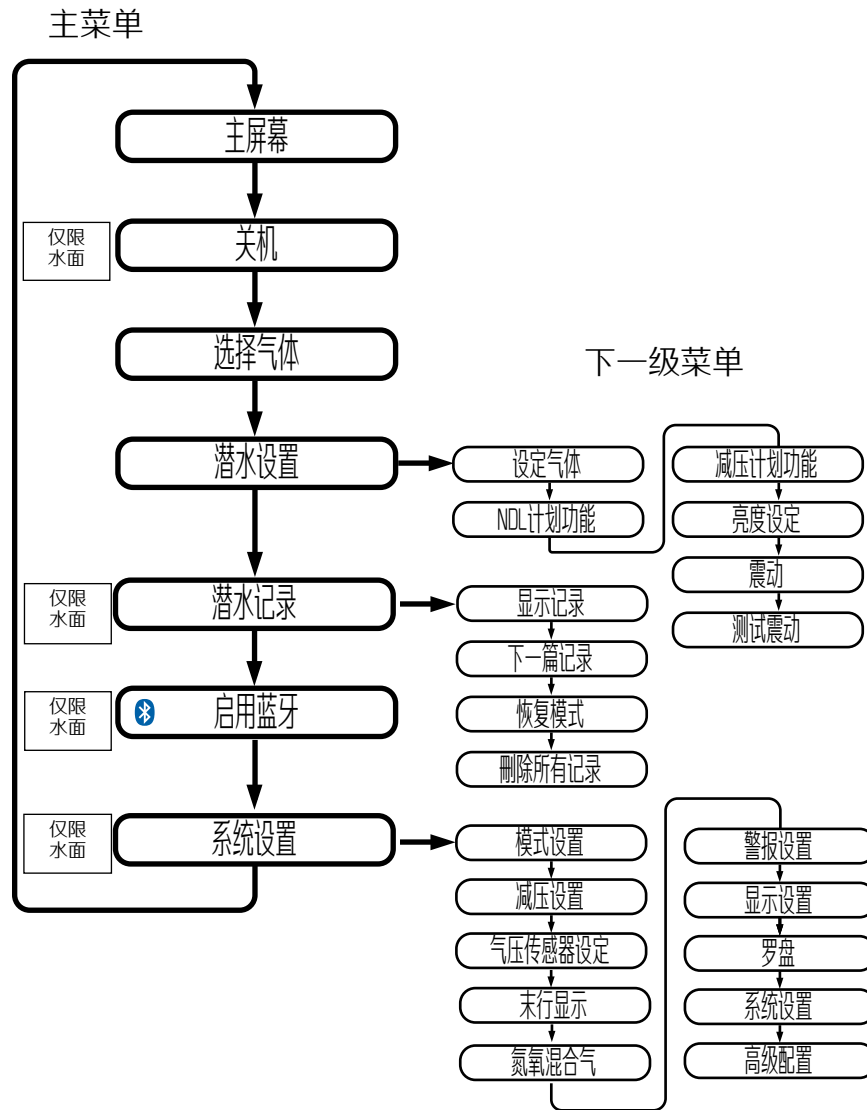 主菜单
主屏幕
仅限
水面
关机
选择气体
下一级菜单
潜水设置
设定气体
NDL计划功能
减压计划功能
亮度设定
震动
测试震动
仅限
水面
潜水记录
显示记录
下一篇记录
恢复模式
刪除所有记录
仅限
水面
启用蓝牙
仅限
水面
系统设置
模式设置
减压设置
气压传感器设定
末行显示
氮氧混合气
警报设置
显示设置
罗盘
系统设置
高级配置